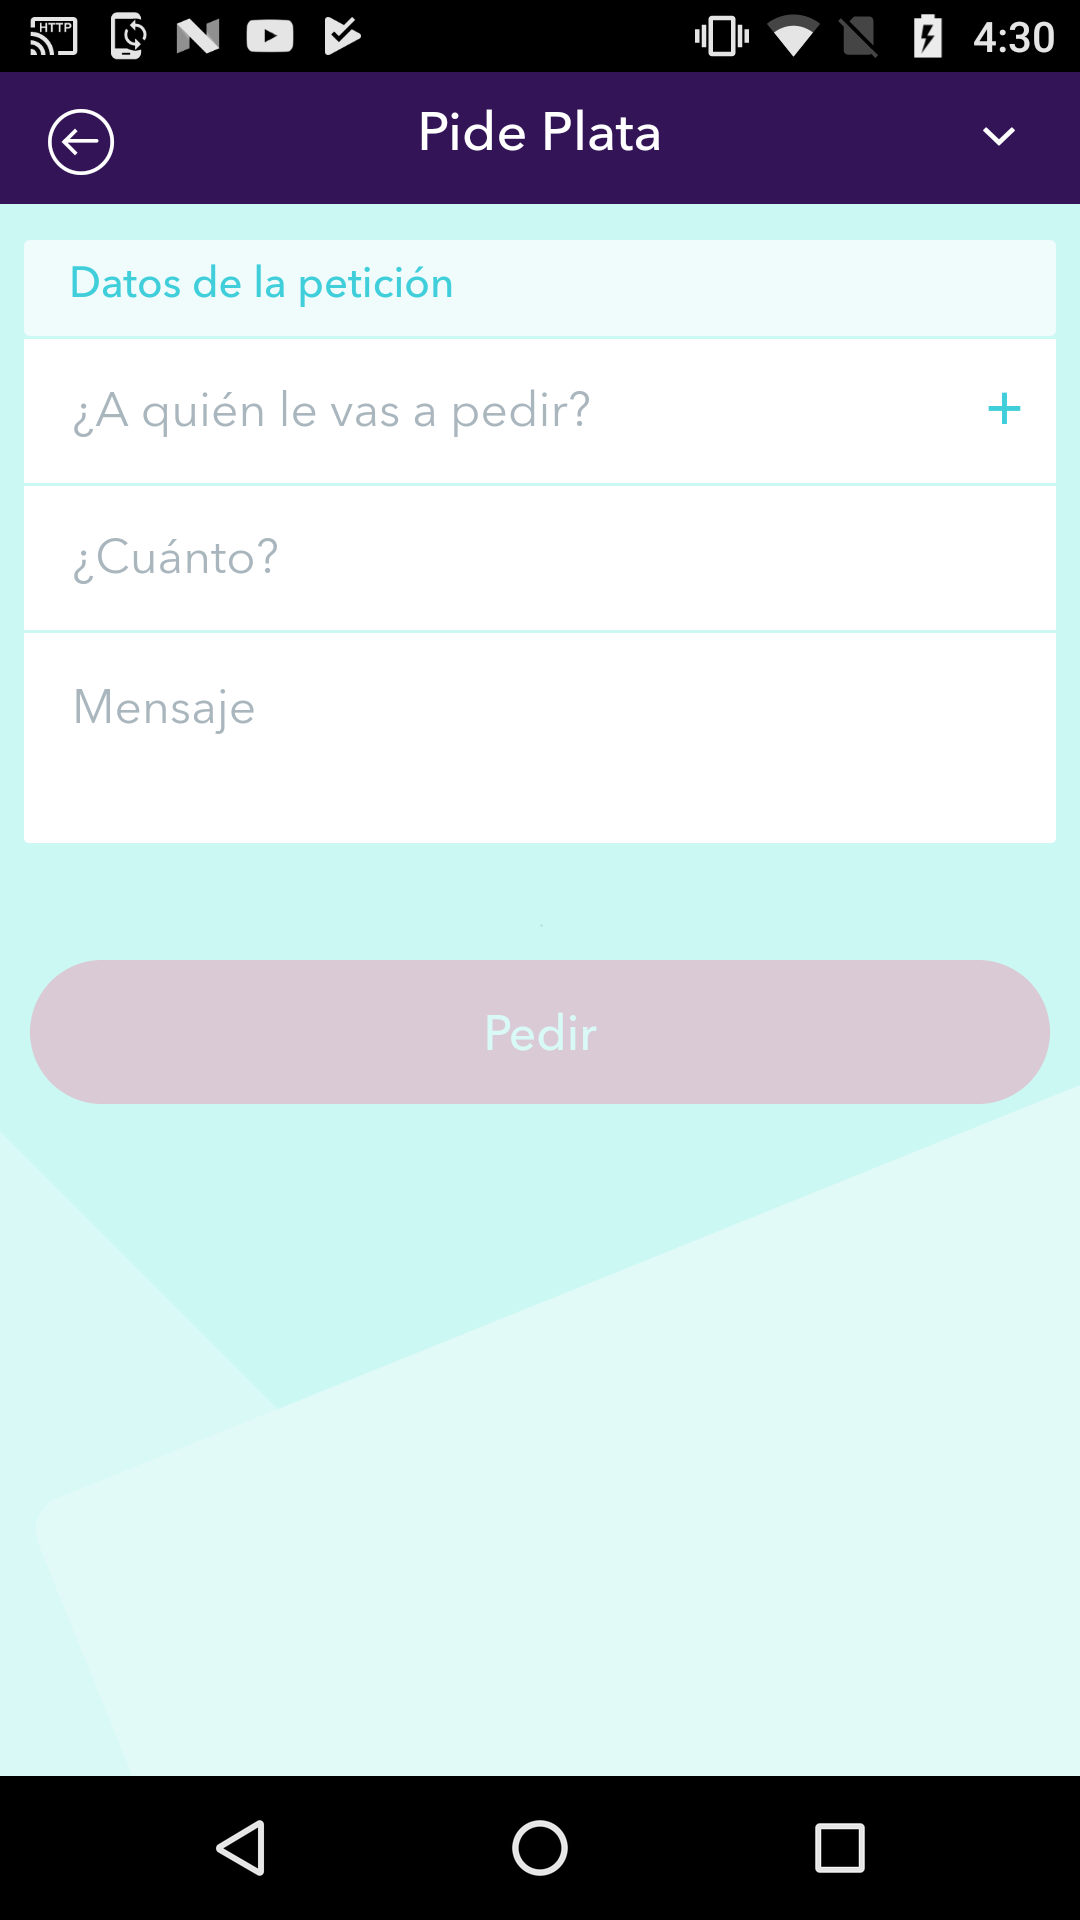 HTTP
4:30
Pide Plata
Datos de la petición
¿A quién le vas a pedir?
¿Cuánto?
Mensaje
Pedir